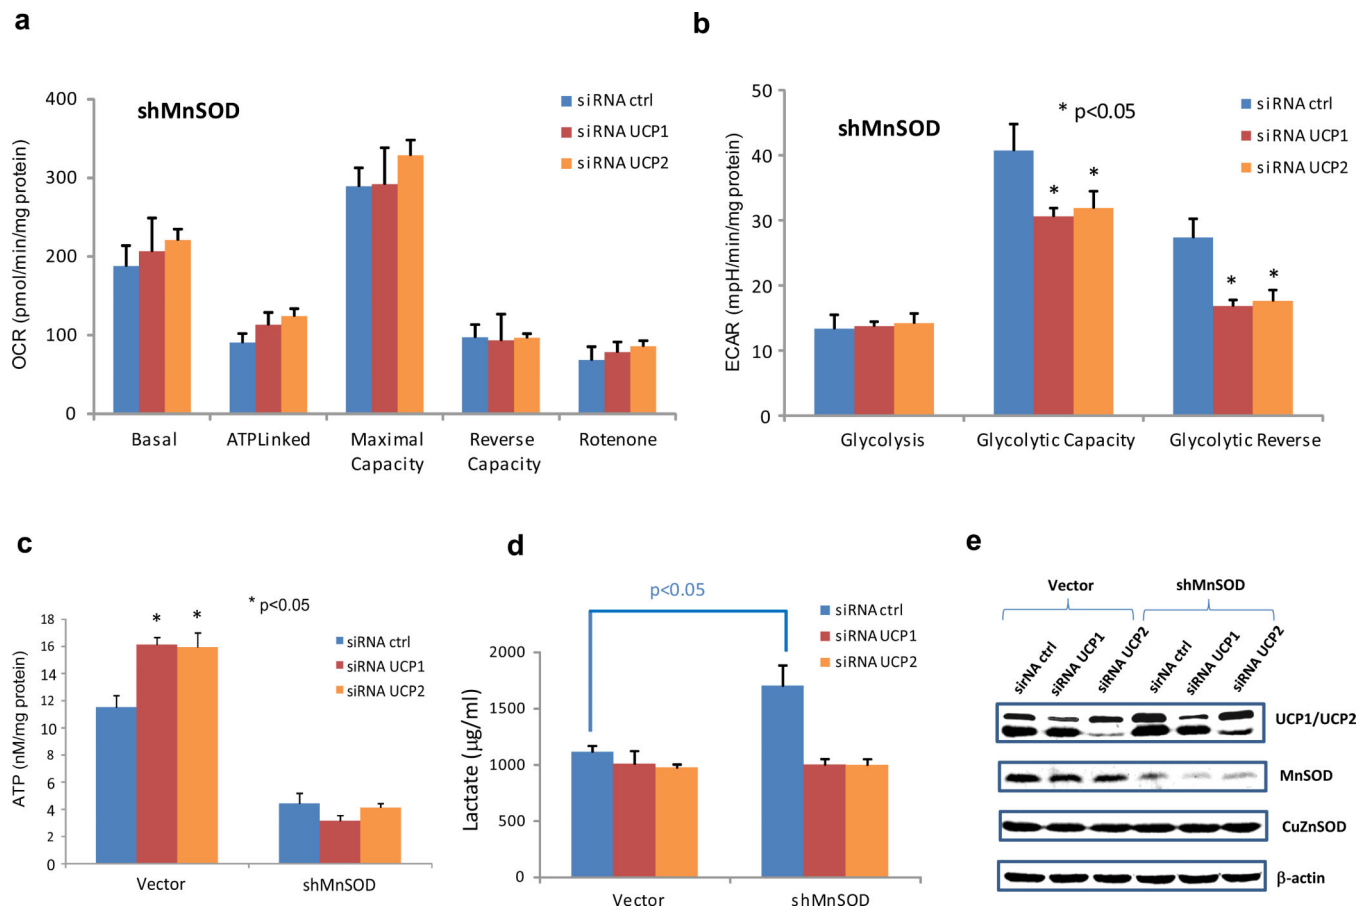 a
shMnSOD
siRNA ctrl
siRNA UCP1
siRNA UCP2
OCR (pmol/min/mg protein)
400
300
200
100
0
Basal
ATPLinked
Maximal
Capacity
Reverse
Capacity
Rotenone
b
shMnSOD
* p<0.05
siRNA ctrl
siRNA UCP1
siRNA UCP2
ECAR (mpH/min/mg protein)
50
40
30
20
10
0
* *
* *
Glycolysis
Glycolytic Capacity
Glycolytic Reverse
c
* p<0.05
siRNA ctrl
siRNA UCP1
siRNA UCP2
ATP (nM/mg protein)
18
16
14
12
10
8
6
4
2
0
* *
Vector
shMnSOD
d
p<0.05
siRNA ctrl
siRNA UCP1
siRNA UCP2
Lactate (µg/ml)
2000
1500
1000
500
0
Vector
shMnSOD
e
Vector
shMnSOD
sirNA ctrl
siRNA UCP1
siRNA UCP2
sirNA ctrl
siRNA UCP1
siRNA UCP2
UCP1/UCP2
MnSOD
CuZnSOD
β-actin